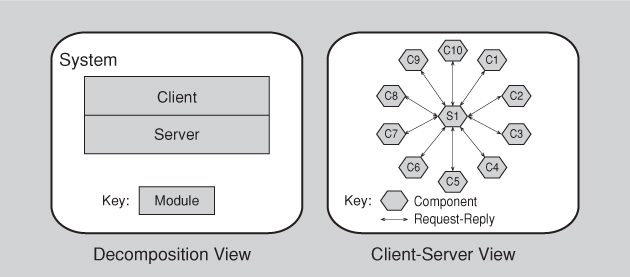 System
Client
Server
Key: Module
Decomposition View
C10
C9 C1
C8 C2
S1
C7 C3
C6 C4
C5
Key: Component
Request-Reply
Client-Server View